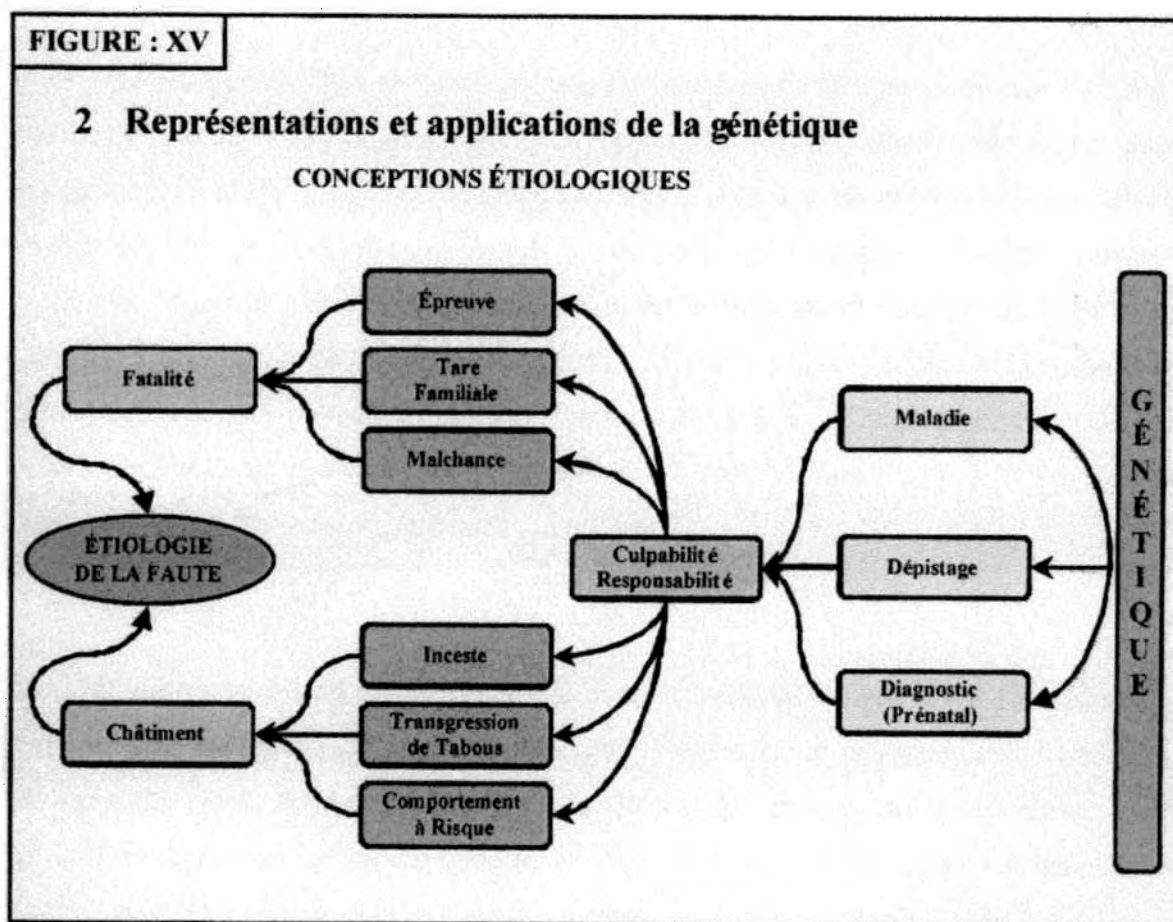 FIGURE : XV
2 Représentations et applications de la génétique
CONCEPTIONS ÉTIOLOGIQUES
Épreuve
Fatalité
Tare
Familiale
Malchance
Maladie
ÉTIOLOGIE
DE LA FAUTE
Culpabilité
Responsabilité
Dépistage
Inceste
Châtiment
Transgression
de Tabous
Diagnostic
(Prénatal)
Comportement
à Risque
GÉNÉTIQUE